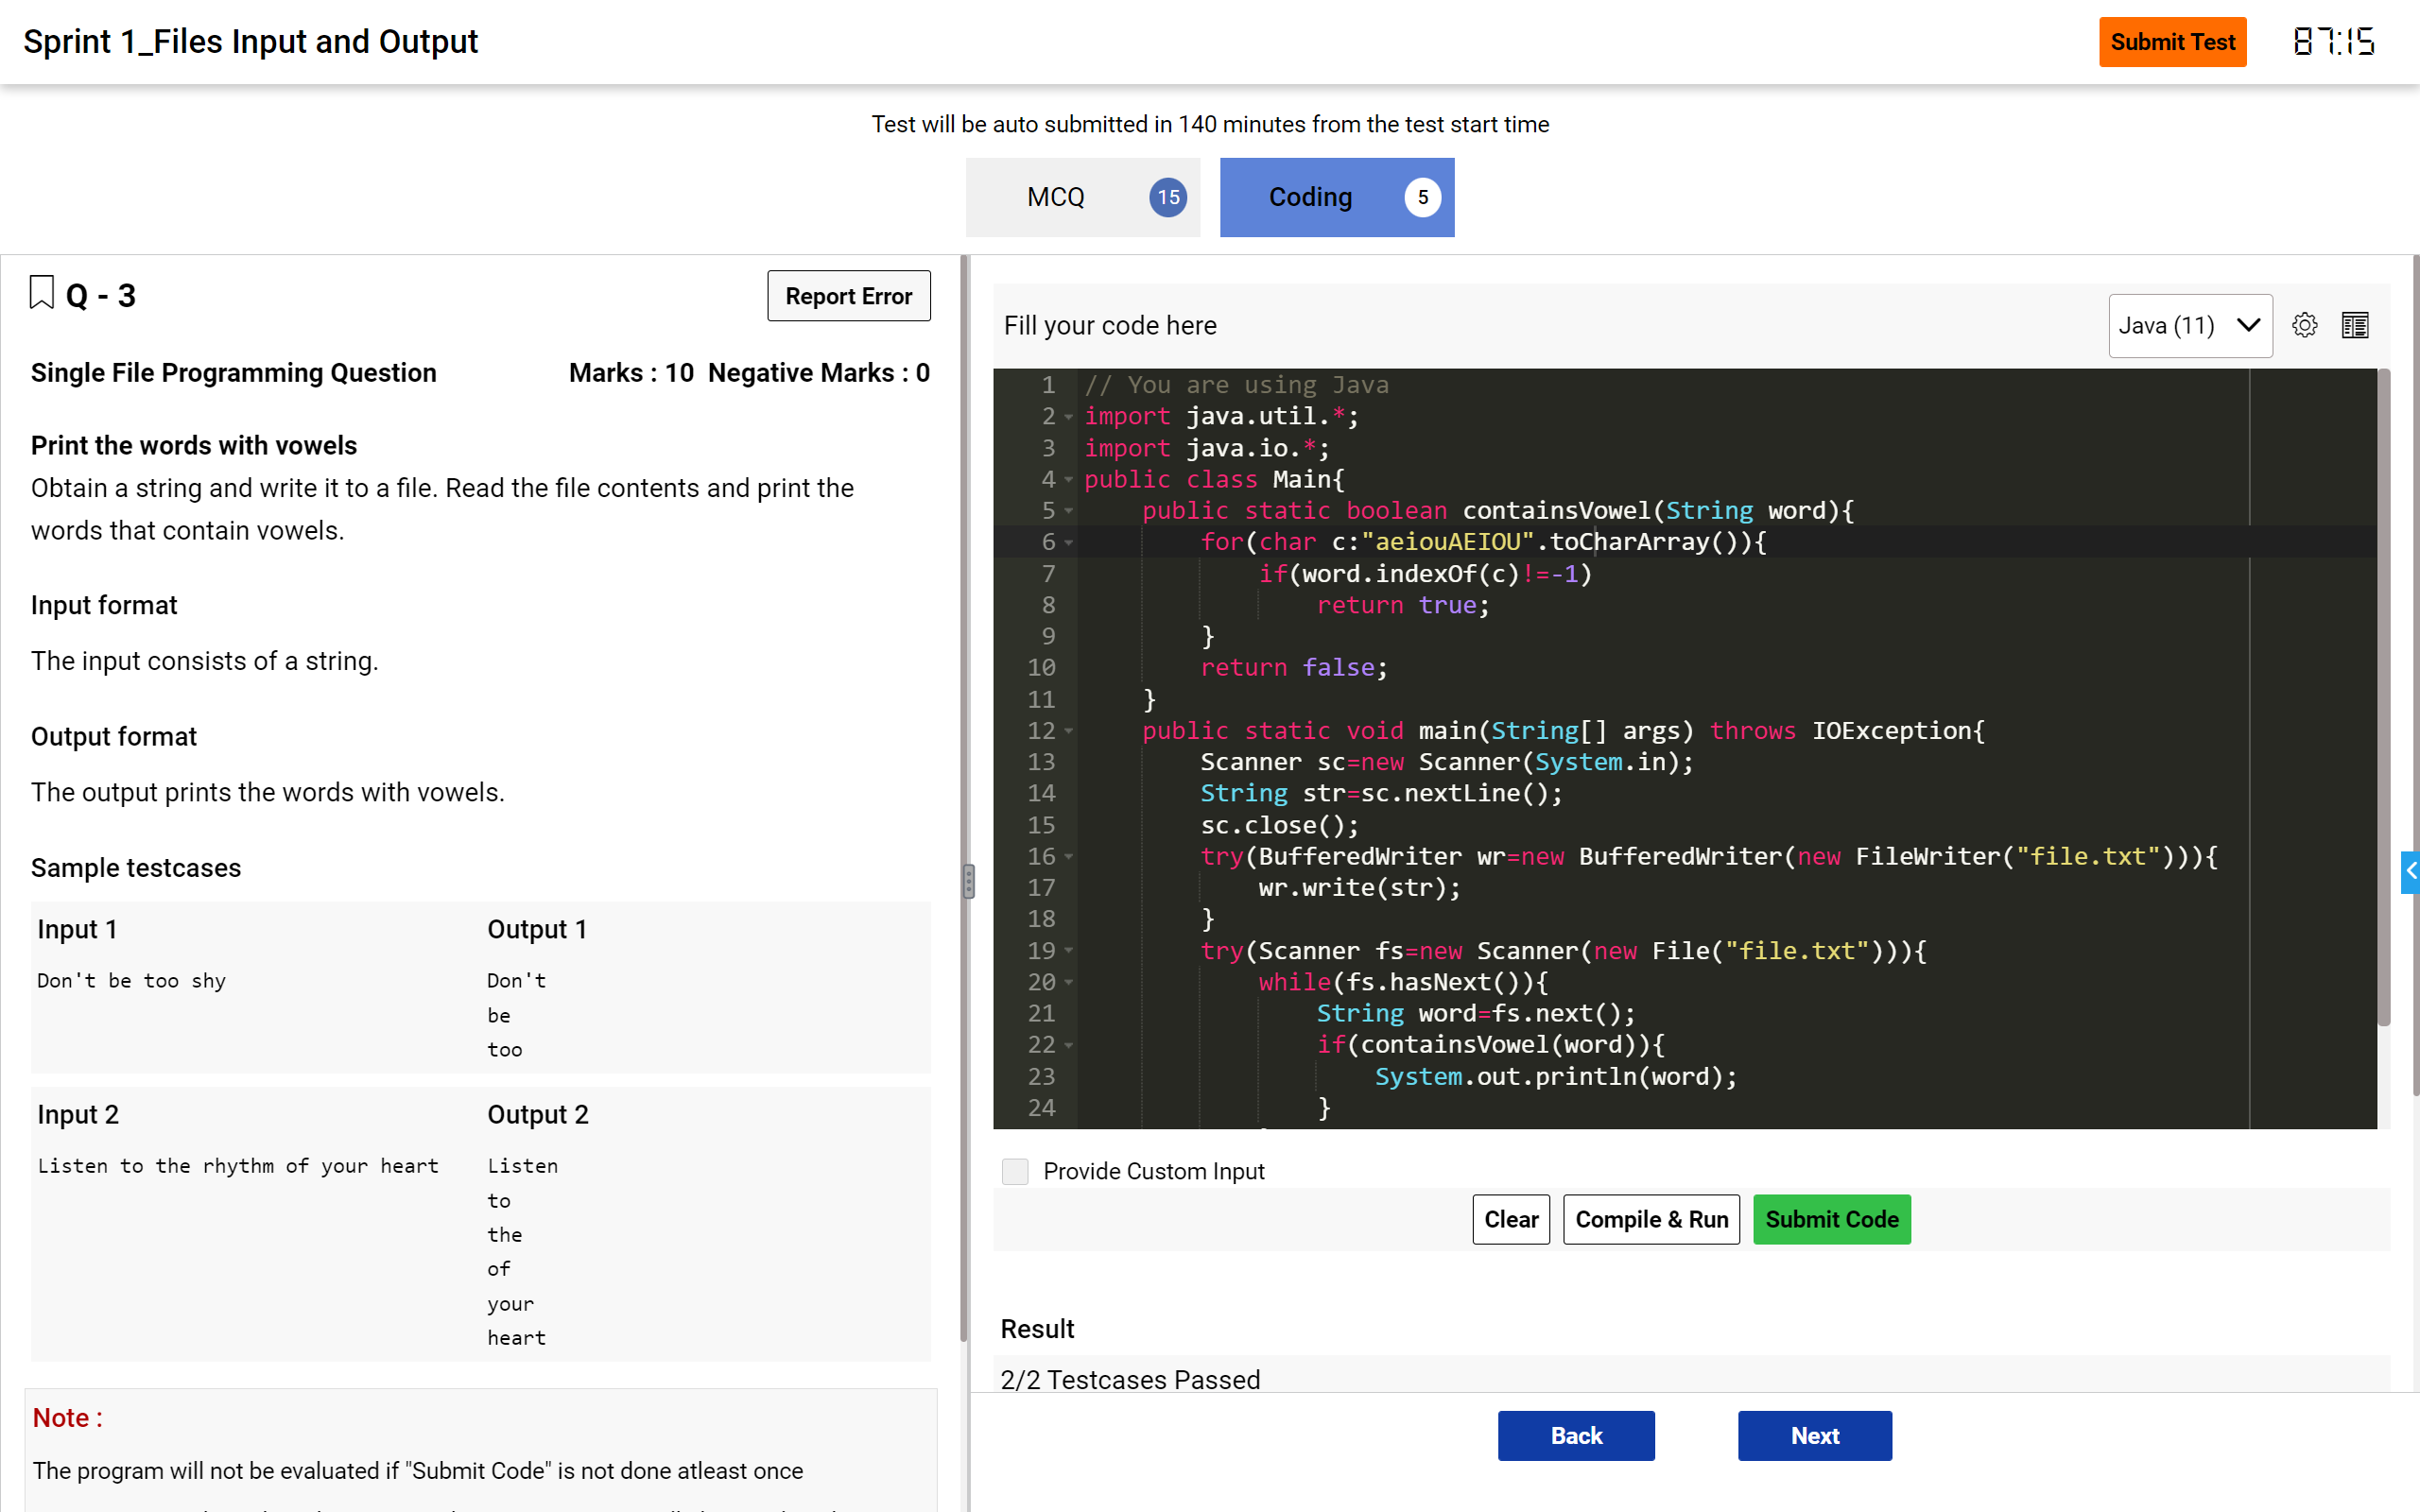 Sprint 1_Files Input and Output
Submit Test
87:15
Test will be auto submitted in 140 minutes from the test start time
MCQ 15
Coding 5
Q - 3
Report Error
Single File Programming Question
Marks : 10 Negative Marks : 0
Print the words with vowels
Obtain a string and write it to a file. Read the file contents and print the
words that contain vowels.
Input format
The input consists of a string.
Output format
The output prints the words with vowels.
Sample testcases
Input 1
Output 1
Don't be too shy
Don't
be
too
Input 2
Output 2
Listen to the rhythm of your heart
Listen
to
the
of
your
heart
Note :
The program will not be evaluated if "Submit Code" is not done atleast once
Fill your code here
Java (11)
1 // You are using Java
2 import java.util.*;
3 import java.io.*;
4 public class Main{
5 public static boolean containsVowel(String word){
6 for(char c:"aeiouAEIOU".toCharArray()){
7 if(word.indexOf(c)!=-1)
8 return true;
9 }
10 return false;
11 }
12 public static void main(String[] args) throws IOException{
13 Scanner sc=new Scanner(System.in);
14 String str=sc.nextLine();
15 sc.close();
16 try(BufferedWriter wr=new BufferedWriter(new FileWriter("file.txt"))){
17 wr.write(str);
18 }
19 try(Scanner fs=new Scanner(new File("file.txt"))){
20 while(fs.hasNext()){
21 String word=fs.next();
22 if(containsVowel(word)){
23 System.out.println(word);
24 }
Provide Custom Input
Clear
Compile & Run
Submit Code
Result
2/2 Testcases Passed
Back
Next